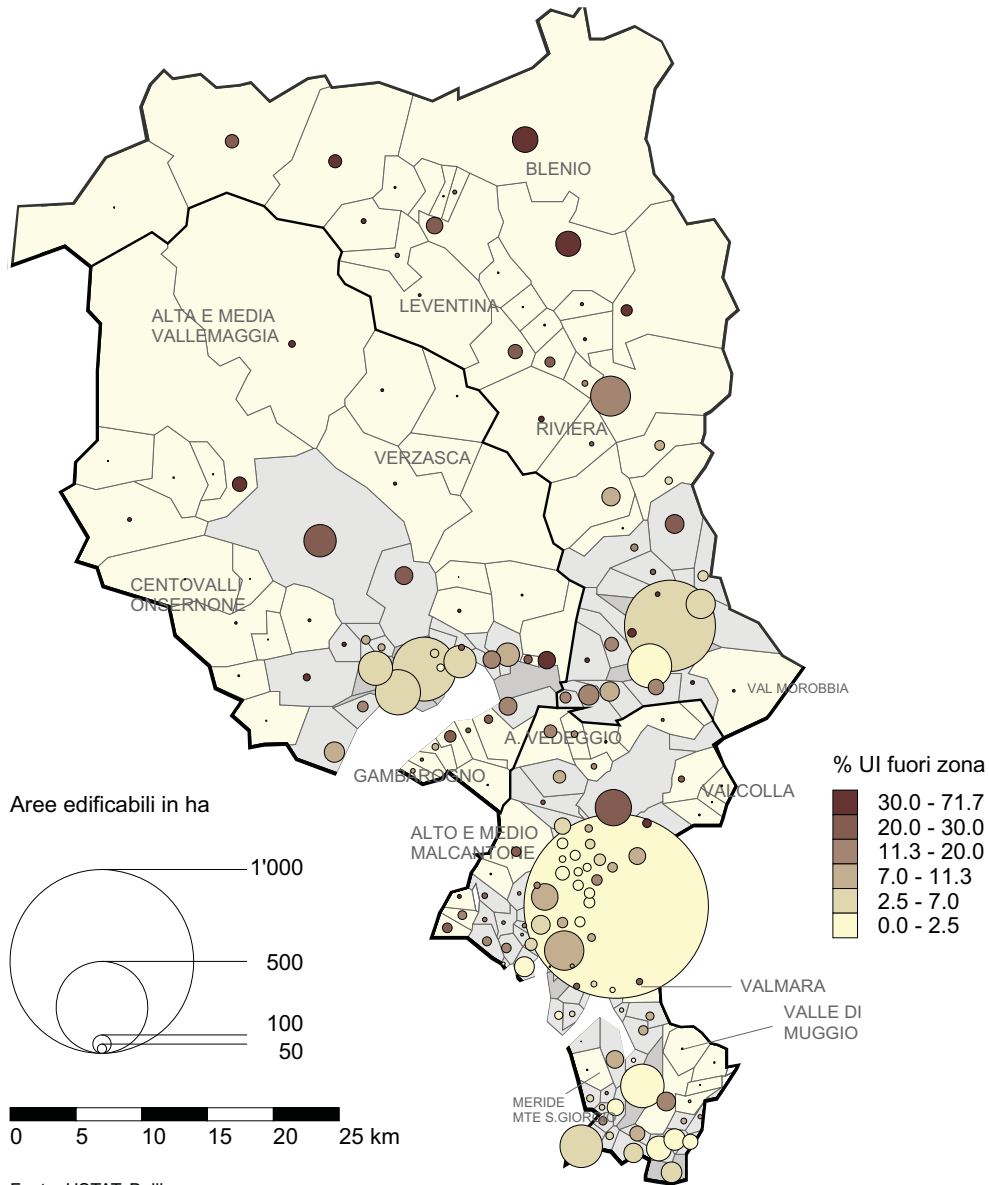 BLENIO
LEVENTINA
ALTA E MEDIA
VALLEMAGGIA
RIVIERA
VERZASCA
CENTOVALLI
ONSERNONE
VAL MOROBBIA
A. VEDEGGIO
GAMBAROGNO
VALCOLLA
ALTO E MEDIO
MALCANTONE
VALMARA
VALLE DI
MUGGIO
MERIDE
MTE S.GIORGIO
% UI fuori zona
30.0 - 71.7
20.0 - 30.0
11.3 - 20.0
7.0 - 11.3
2.5 - 7.0
0.0 - 2.5
Aree edificabili in ha
1'000
500
100
50
0 5 10 15 20 25 km